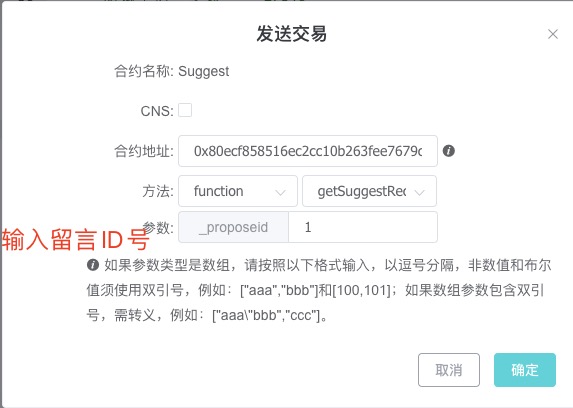 发送交易
合约名称: Suggest
CNS:
合约地址: 0x80ecf858516ec2cc10b263fee7679c
方法: function getSuggestRec
参数: _proposeid 1
输入留言ID号
如果参数类型是数组，请按照以下格式输入，以逗号分隔，非数值和布尔
值须使用双引号，例如：["aaa","bbb"]和[100,101]；如果数组参数包含双引
号，需转义，例如：["aaa\"bbb","ccc"]。
取消 确定